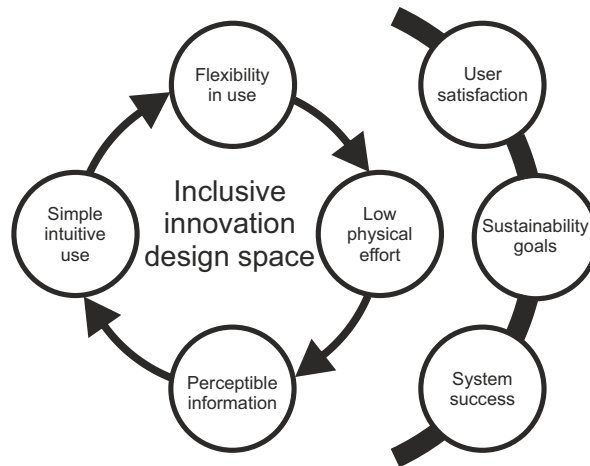 Flexibility
in use
User
satisfaction
Simple
intuitive
use
Inclusive
innovation
design space
Low
physical
effort
Sustainability
goals
Perceptible
information
System
success